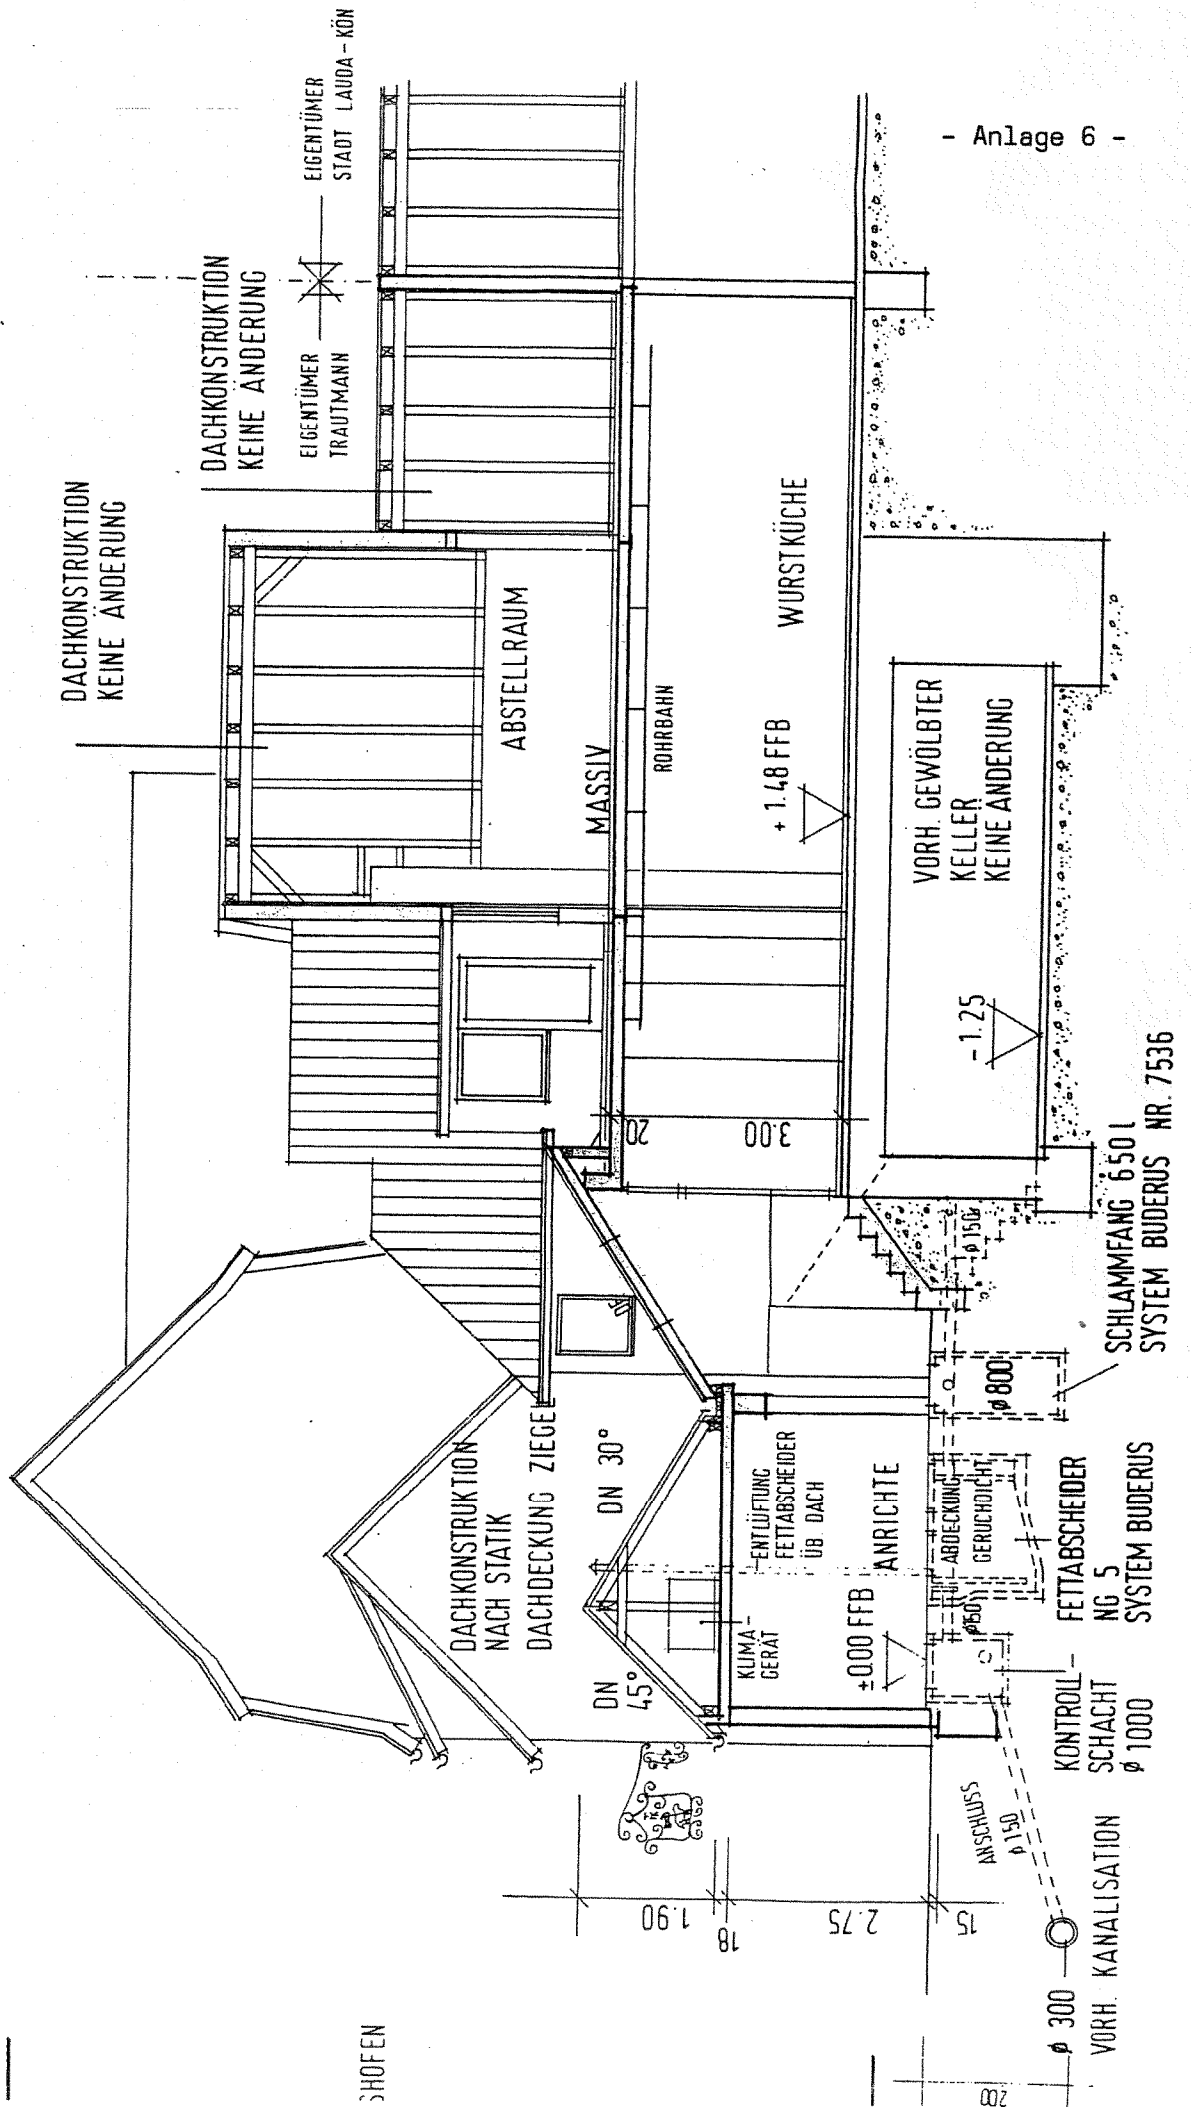 - Anlage 6 -
DACHKONSTRUKTION
KEINE ÄNDERUNG
DACHKONSTRUKTION
KEINE ÄNDERUNG
EIGENTÜMER
TRAUTMANN
EIGENTÜMER
STADT LAUDA-KÖN
ABSTELLRAUM
MASSIV
ROHRBAHN
WURSTKÜCHE
+ 1.48 FFB
VORH. GEWÖLBTER
KELLER
KEINE ÄNDERUNG
- 1.25
20
3.00
DACHKONSTRUKTION
NACH STATIK
DACHDECKUNG ZIEGE
DN 30°
DN
45°
KLIMA-
GERÄT
ENTLÜFTUNG
FETTABSCHEIDER
ÜB. DACH
ANRICHTE
±0.00 FFB
ABDECKUNG
GERUCHDICHT
ø 150
ø 800
ø 150
SCHLAMMFANG 650 l
SYSTEM BUDERUS NR. 7536
FETTABSCHEIDER
NG 5
SYSTEM BUDERUS
KONTROLL-
SCHACHT
ø 1000
ANSCHLUSS
ø 150
1.90
18
2.75
15
ø 300
VORH. KANALISATION
200
SHOFEN